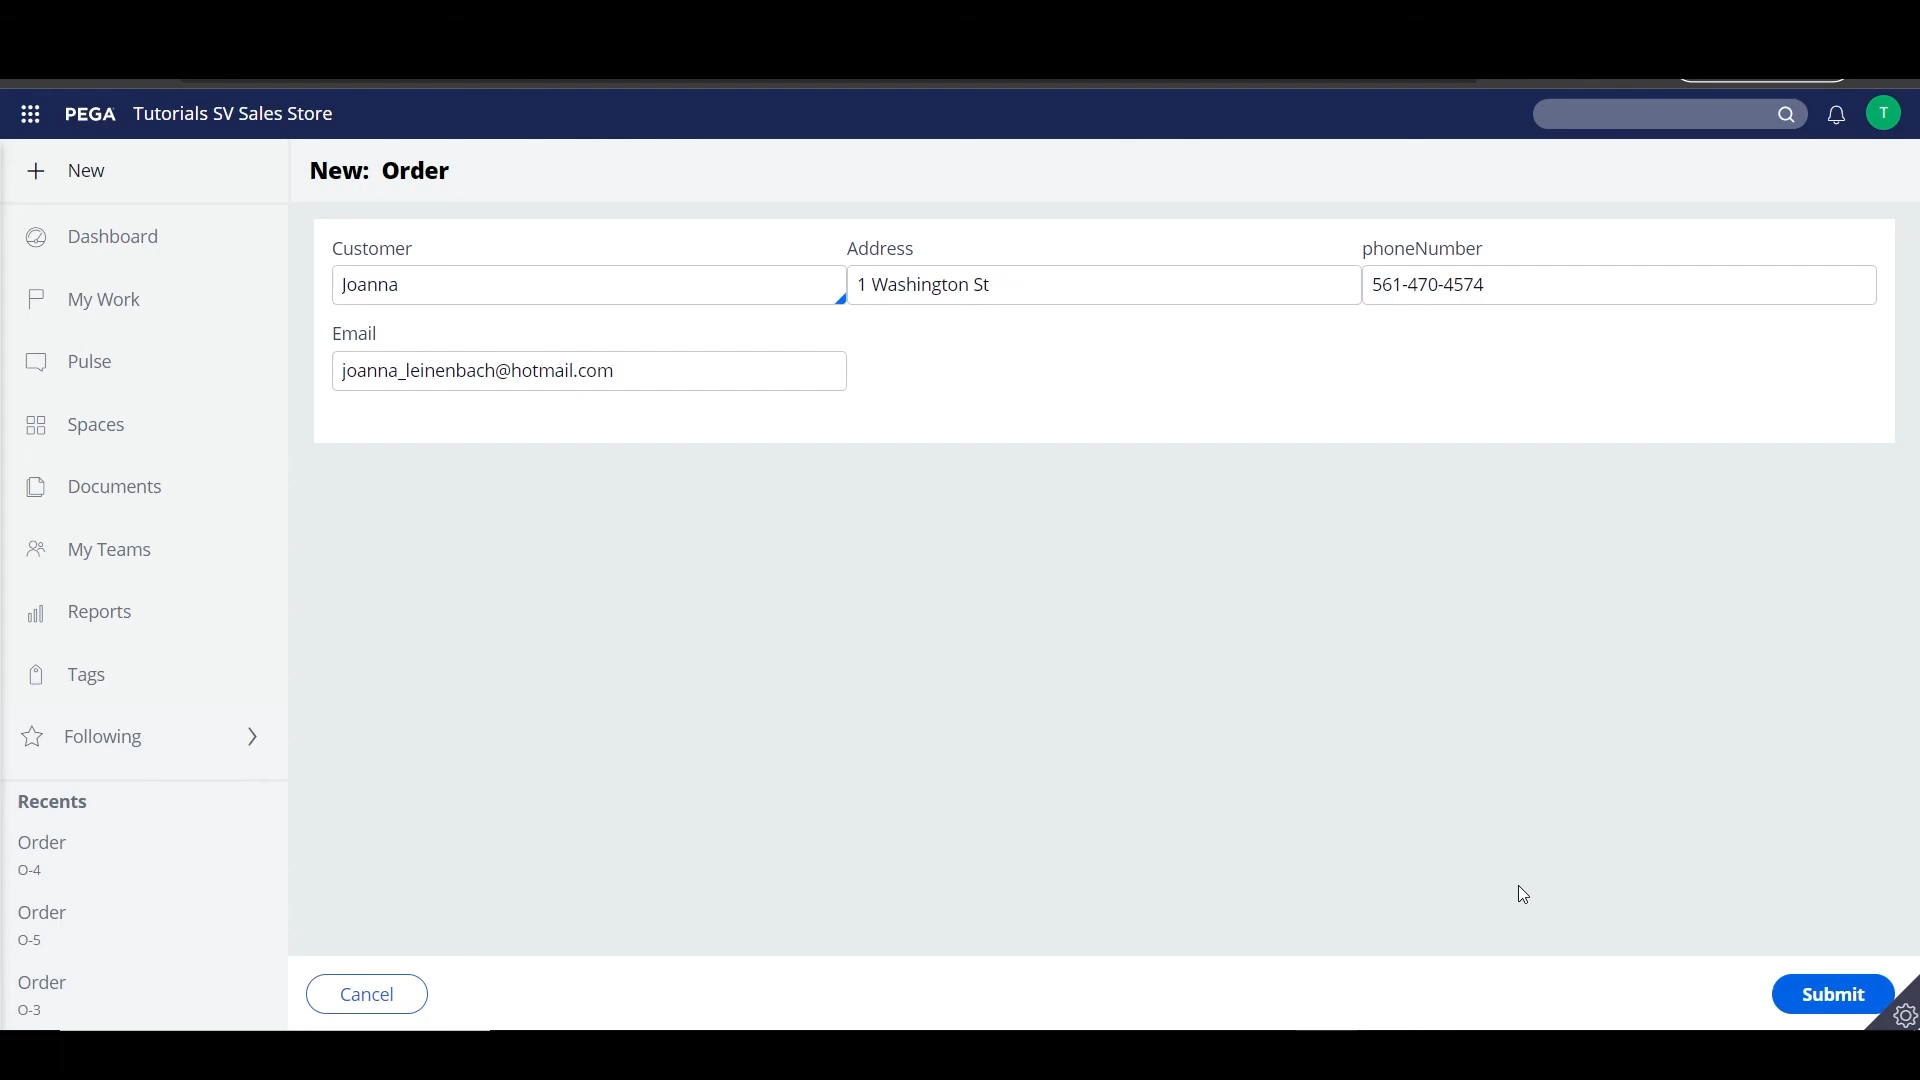 PEGA Tutorials SV Sales Store
T
New
New: Order
Dashboard
My Work
Pulse
Spaces
Documents
My Teams
Reports
Tags
Following
Recents
Order
O-4
Order
O-5
Order
O-3
Customer Address phoneNumber
Joanna 1 Washington St 561-470-4574
Email
joanna_leinenbach@hotmail.com
Cancel Submit